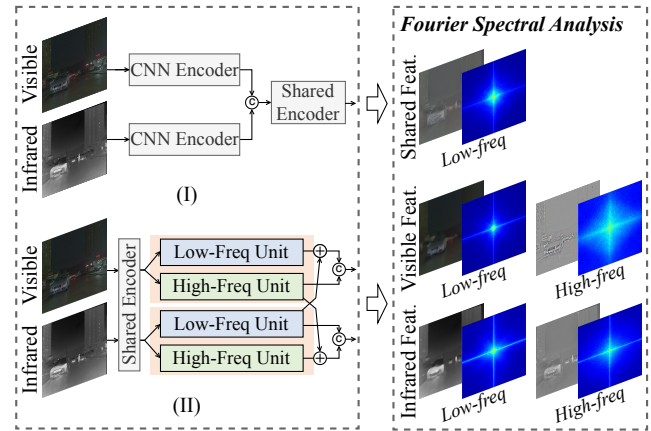 Visible
CNN Encoder
Infrared
CNN Encoder
C
Shared
Encoder
(I)
Visible
Infrared
Shared Encoder
Low-Freq Unit
High-Freq Unit
Low-Freq Unit
High-Freq Unit
C
C
(II)
Fourier Spectral Analysis
Shared Feat.
Low-freq
Visible Feat.
Low-freq
High-freq
Infrared Feat.
Low-freq
High-freq